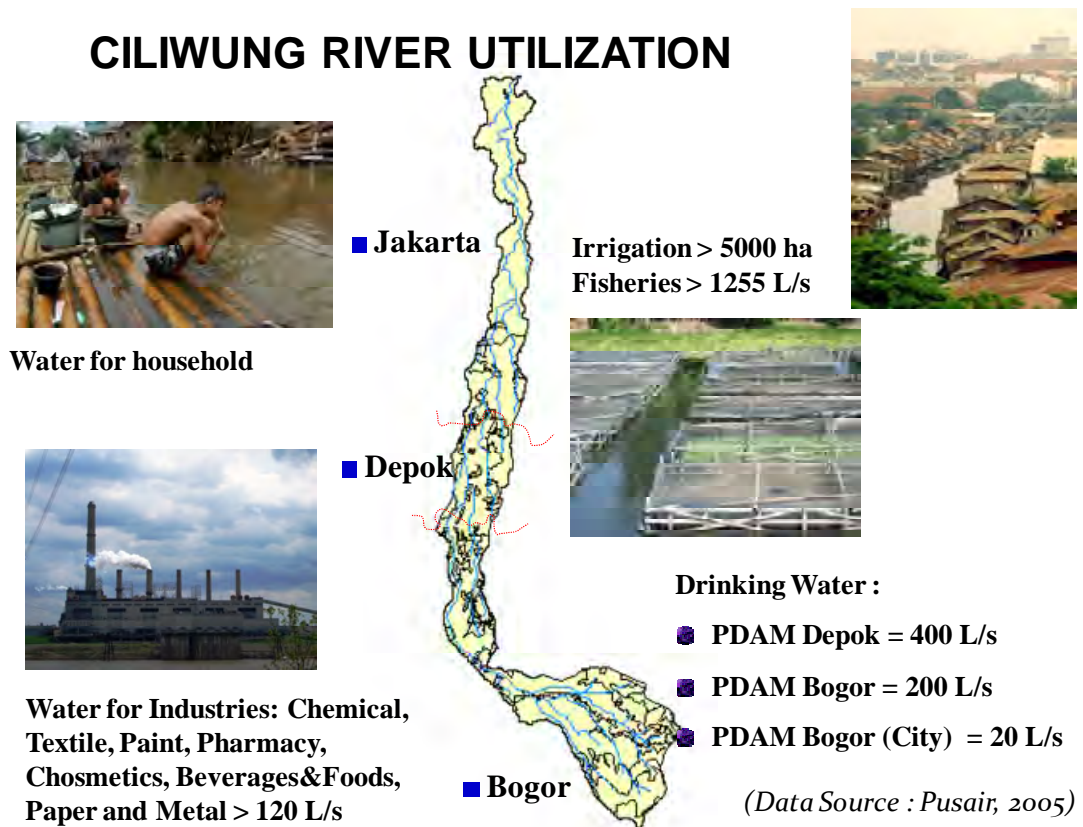 CILIWUNG RIVER UTILIZATION
Jakarta
Irrigation > 5000 ha
Fisheries > 1255 L/s
Water for household
Depok
Drinking Water :
PDAM Depok = 400 L/s
PDAM Bogor = 200 L/s
PDAM Bogor (City) = 20 L/s
Water for Industries: Chemical,
Textile, Paint, Pharmacy,
Chosmetics, Beverages&Foods,
Paper and Metal > 120 L/s
Bogor
(Data Source : Pusair, 2005)